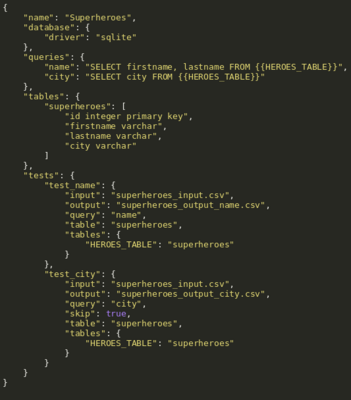 {
    "name": "Superheroes",
    "database": {
        "driver": "sqlite"
    },
    "queries": {
        "name": "SELECT firstname, lastname FROM {{HEROES_TABLE}}",
        "city": "SELECT city FROM {{HEROES_TABLE}}"
    },
    "tables": {
        "superheroes": [
            "id integer primary key",
            "firstname varchar",
            "lastname varchar",
            "city varchar"
        ]
    },
    "tests": {
        "test_name": {
            "input": "superheroes_input.csv",
            "output": "superheroes_output_name.csv",
            "query": "name",
            "table": "superheroes",
            "tables": {
                "HEROES_TABLE": "superheroes"
            }
        },
        "test_city": {
            "input": "superheroes_input.csv",
            "output": "superheroes_output_city.csv",
            "query": "city",
            "skip": true,
            "table": "superheroes",
            "tables": {
                "HEROES_TABLE": "superheroes"
            }
        }
    }
}